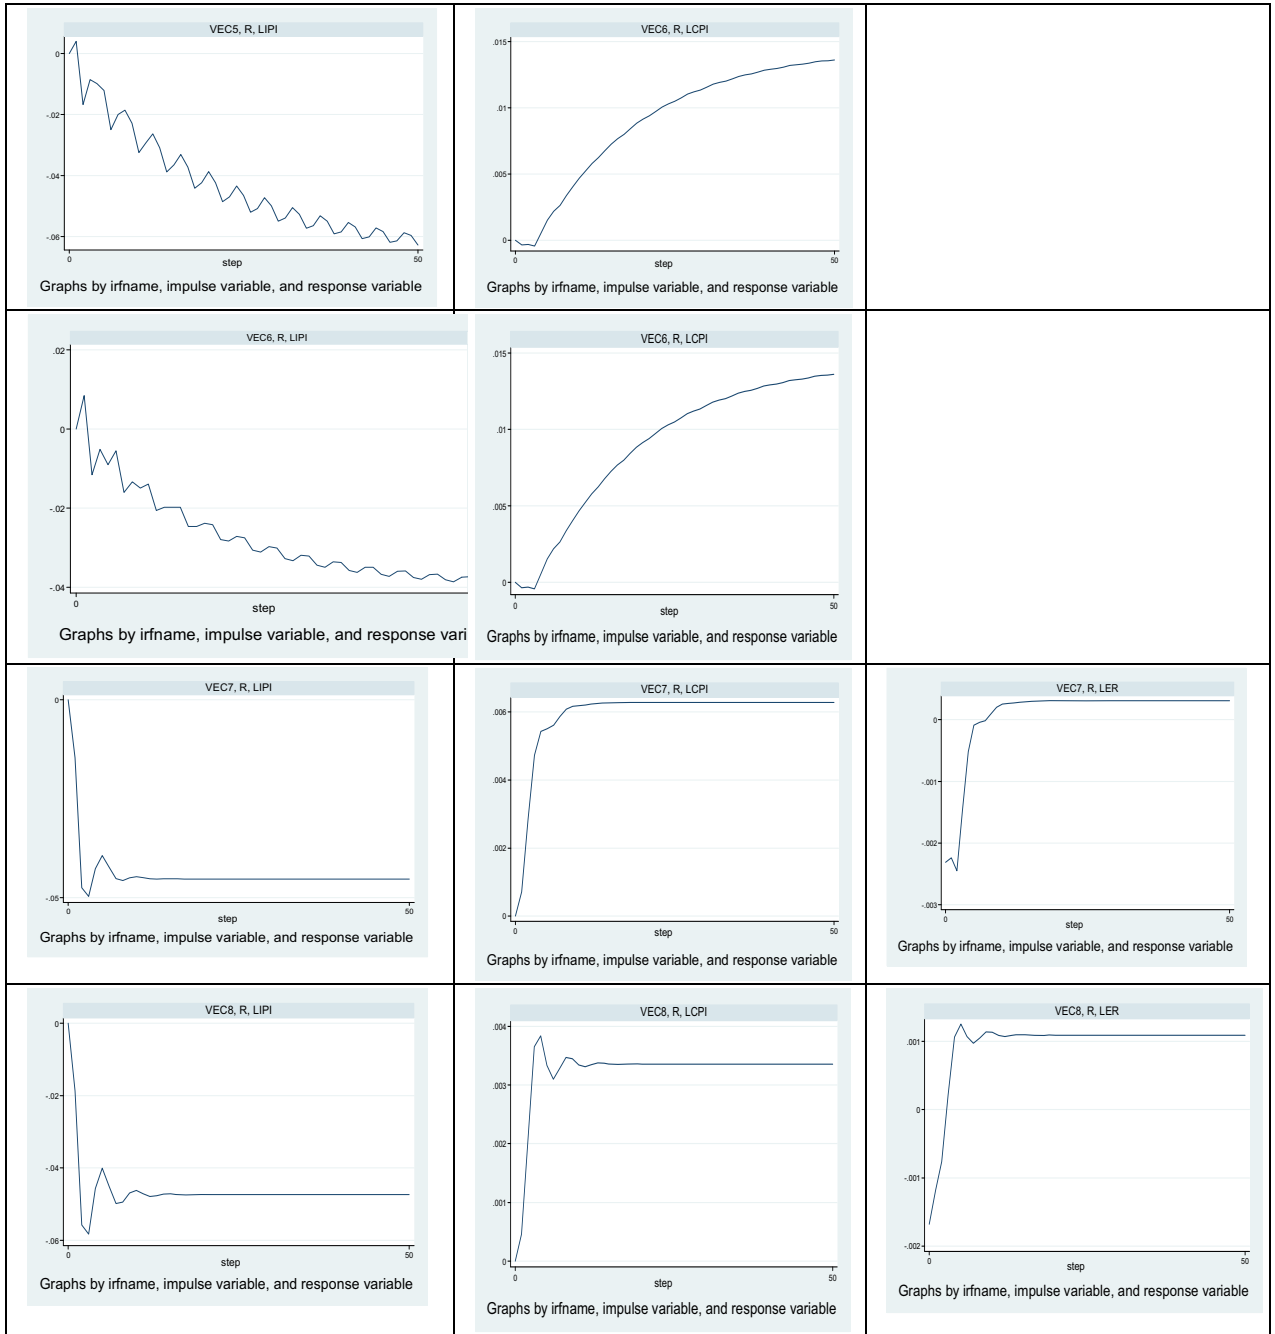 VEC5, R, LIPI
0
-.02
-.04
-.06
0
50
step
Graphs by irfname, impulse variable, and response variable
VEC6, R, LCPI
.015
.01
.005
0
0
50
step
Graphs by irfname, impulse variable, and response variable
VEC6, R, LIPI
.02
0
-.02
-.04
0
step
Graphs by irfname, impulse variable, and response vari
VEC6, R, LCPI
.015
.01
.005
0
0
50
step
Graphs by irfname, impulse variable, and response variable
VEC7, R, LIPI
0
-.05
0
50
step
Graphs by irfname, impulse variable, and response variable
VEC7, R, LCPI
.006
.004
.002
0
0
50
step
Graphs by irfname, impulse variable, and response variable
VEC7, R, LER
0
-.001
-.002
-.003
0
50
step
Graphs by irfname, impulse variable, and response variable
VEC8, R, LIPI
0
-.02
-.04
-.06
0
50
step
Graphs by irfname, impulse variable, and response variable
VEC8, R, LCPI
.004
.003
.002
.001
0
0
50
step
Graphs by irfname, impulse variable, and response variable
VEC8, R, LER
.001
0
-.001
-.002
0
50
step
Graphs by irfname, impulse variable, and response variable